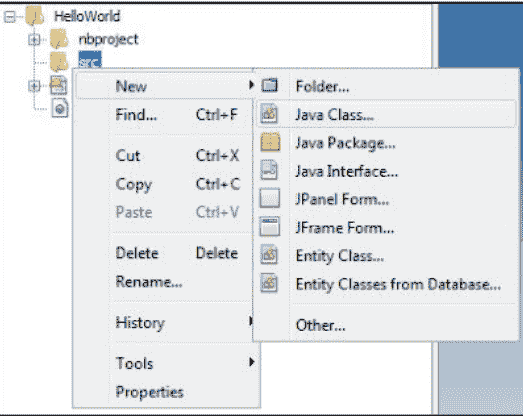 HelloWorld
nbproject
src
New
Find... Ctrl+F
Cut Ctrl+X
Copy Ctrl+C
Paste Ctrl+V
Delete Delete
Rename...
History
Tools
Properties
Folder...
Java Class...
Java Package...
Java Interface...
JPanel Form...
JFrame Form...
Entity Class...
Entity Classes from Database...
Other...